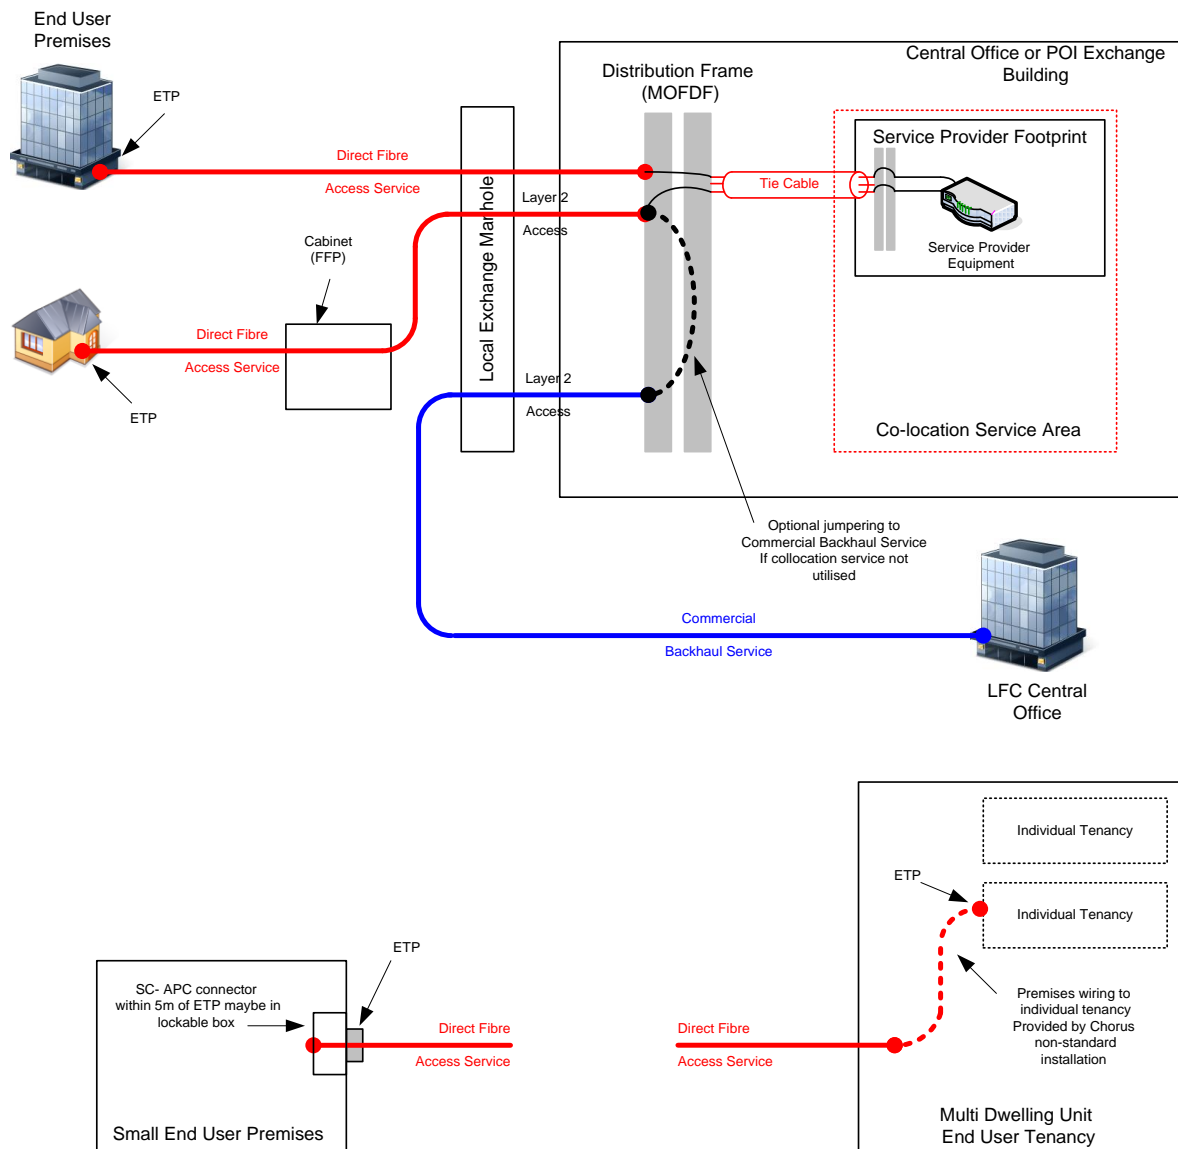 End User
Premises
ETP
Distribution Frame
(MOFDF)
Central Office or POI Exchange
Building
Service Provider Footprint
Direct Fibre
Access Service
Tie Cable
Layer 2
Access
Local Exchange Manhole
Cabinet
(FFP)
Service Provider
Equipment
Direct Fibre
Access Service
ETP
Layer 2
Access
Co-location Service Area
Optional jumpering to
Commercial Backhaul Service
If collocation service not
utilised
Commercial
Backhaul Service
LFC Central
Office
Individual Tenancy
ETP
Individual Tenancy
ETP
SC- APC connector
within 5m of ETP maybe in
lockable box
Direct Fibre
Access Service
Direct Fibre
Access Service
Premises wiring to
individual tenancy
Provided by Chorus
non-standard
installation
Small End User Premises
Multi Dwelling Unit
End User Tenancy